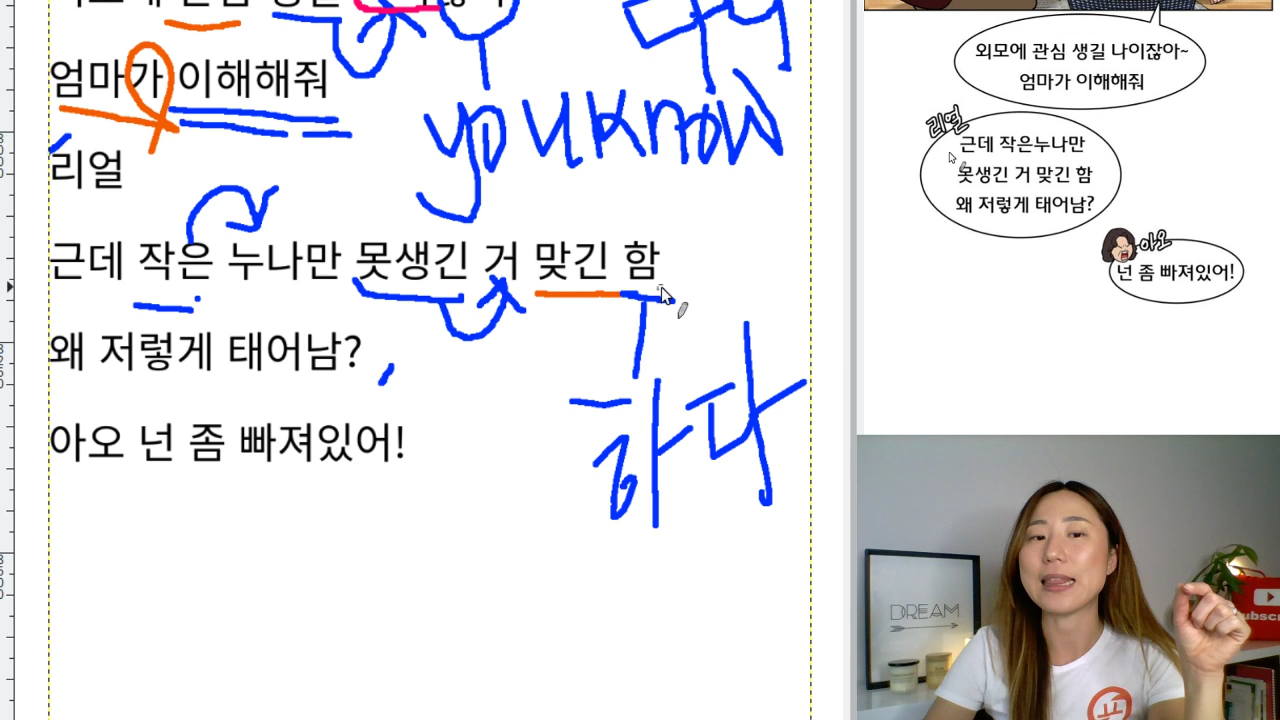 엄마가 이해해줘
you know
리얼
근데 작은 누나만 못생긴 거 맞긴 함
왜 저렇게 태어남?
하다
아오 넌 좀 빠져있어!
외모에 관심 생길 나이잖아~
엄마가 이해해줘
리얼
근데 작은누나만
못생긴 거 맞긴 함
왜 저렇게 태어남?
아오
넌 좀 빠져있어!
DREAM